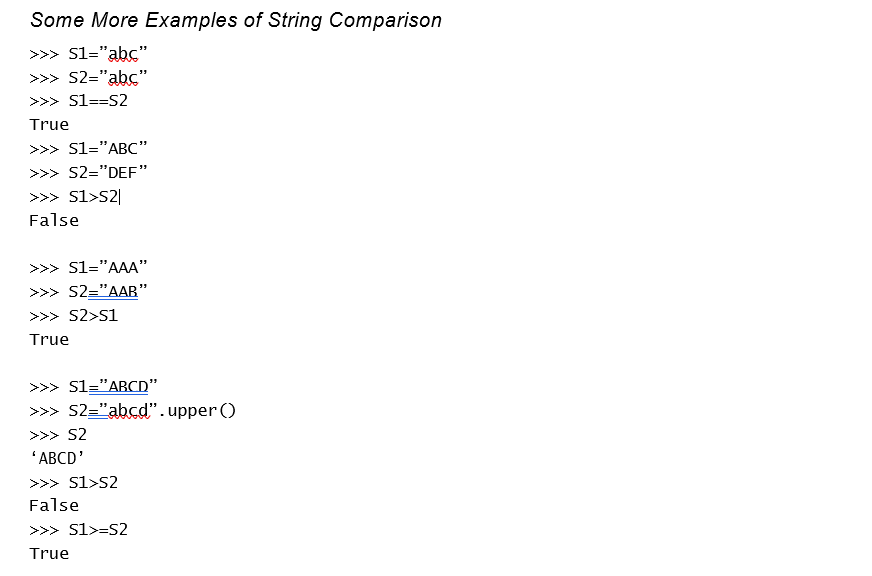 Some More Examples of String Comparison
>>> S1=”abc”
>>> S2=”abc”
>>> S1==S2
True
>>> S1=”ABC”
>>> S2=”DEF”
>>> S1>S2
False
>>> S1=”AAA”
>>> S2=”AAB”
>>> S2>S1
True
>>> S1=”ABCD”
>>> S2=”abcd”.upper()
>>> S2
‘ABCD’
>>> S1>S2
False
>>> S1>=S2
True